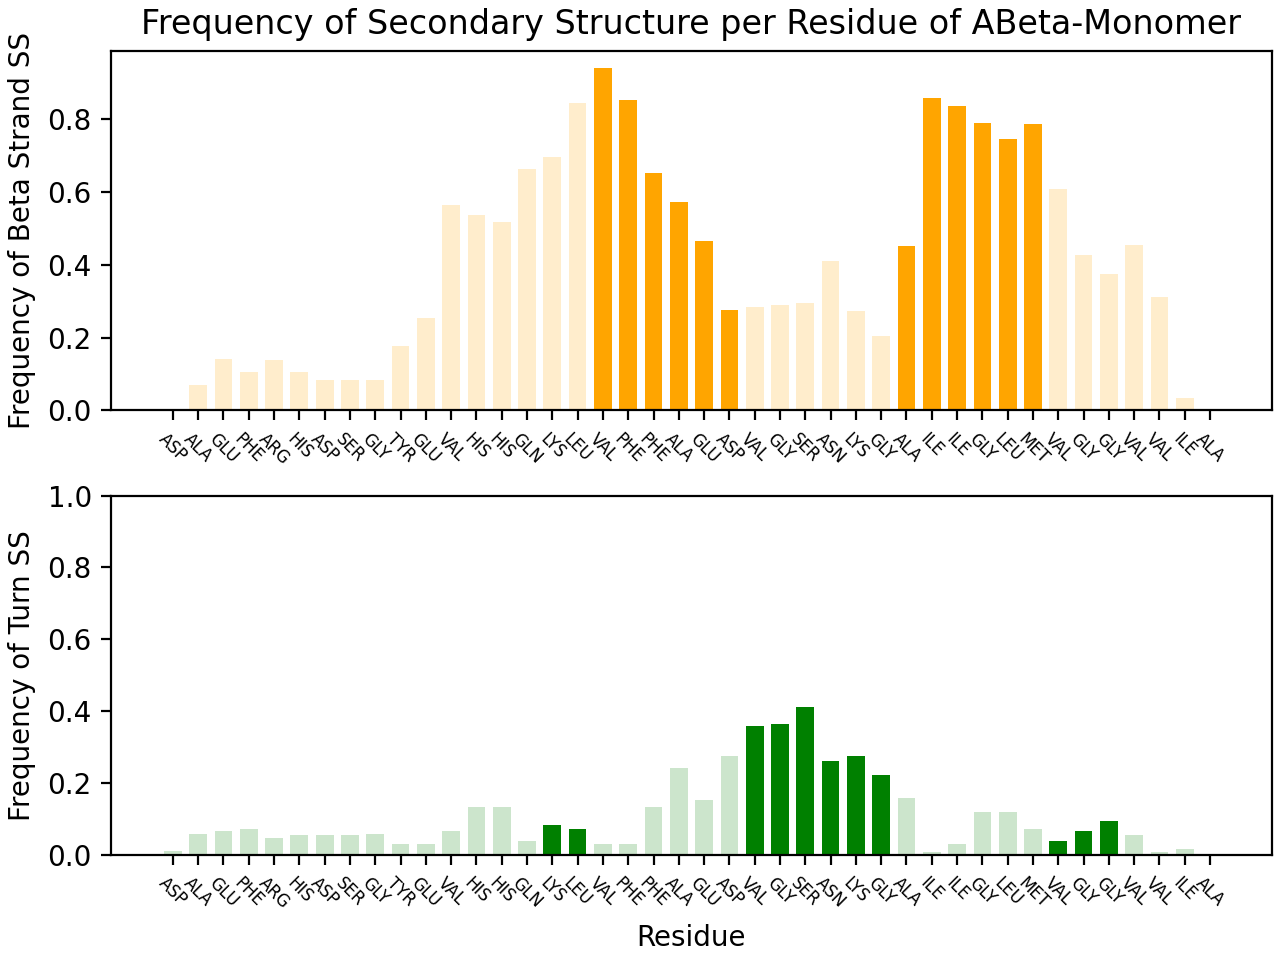 Frequency of Secondary Structure per Residue of ABeta-Monomer
Frequency of Beta Strand SS
0.8
0.6
0.4
0.2
0.0
ASP ALA GLU PHE ARG HIS ASP SER GLY TYR GLU VAL HIS HIS GLN LYS LEU VAL PHE PHE ALA GLU ASP VAL GLY SER ASN LYS GLY ALA ILE ILE GLY LEU MET VAL GLY GLY VAL VAL ILE ALA
Frequency of Turn SS
1.0
0.8
0.6
0.4
0.2
0.0
ASP ALA GLU PHE ARG HIS ASP SER GLY TYR GLU VAL HIS HIS GLN LYS LEU VAL PHE PHE ALA GLU ASP VAL GLY SER ASN LYS GLY ALA ILE ILE GLY LEU MET VAL GLY GLY VAL VAL ILE ALA
Residue